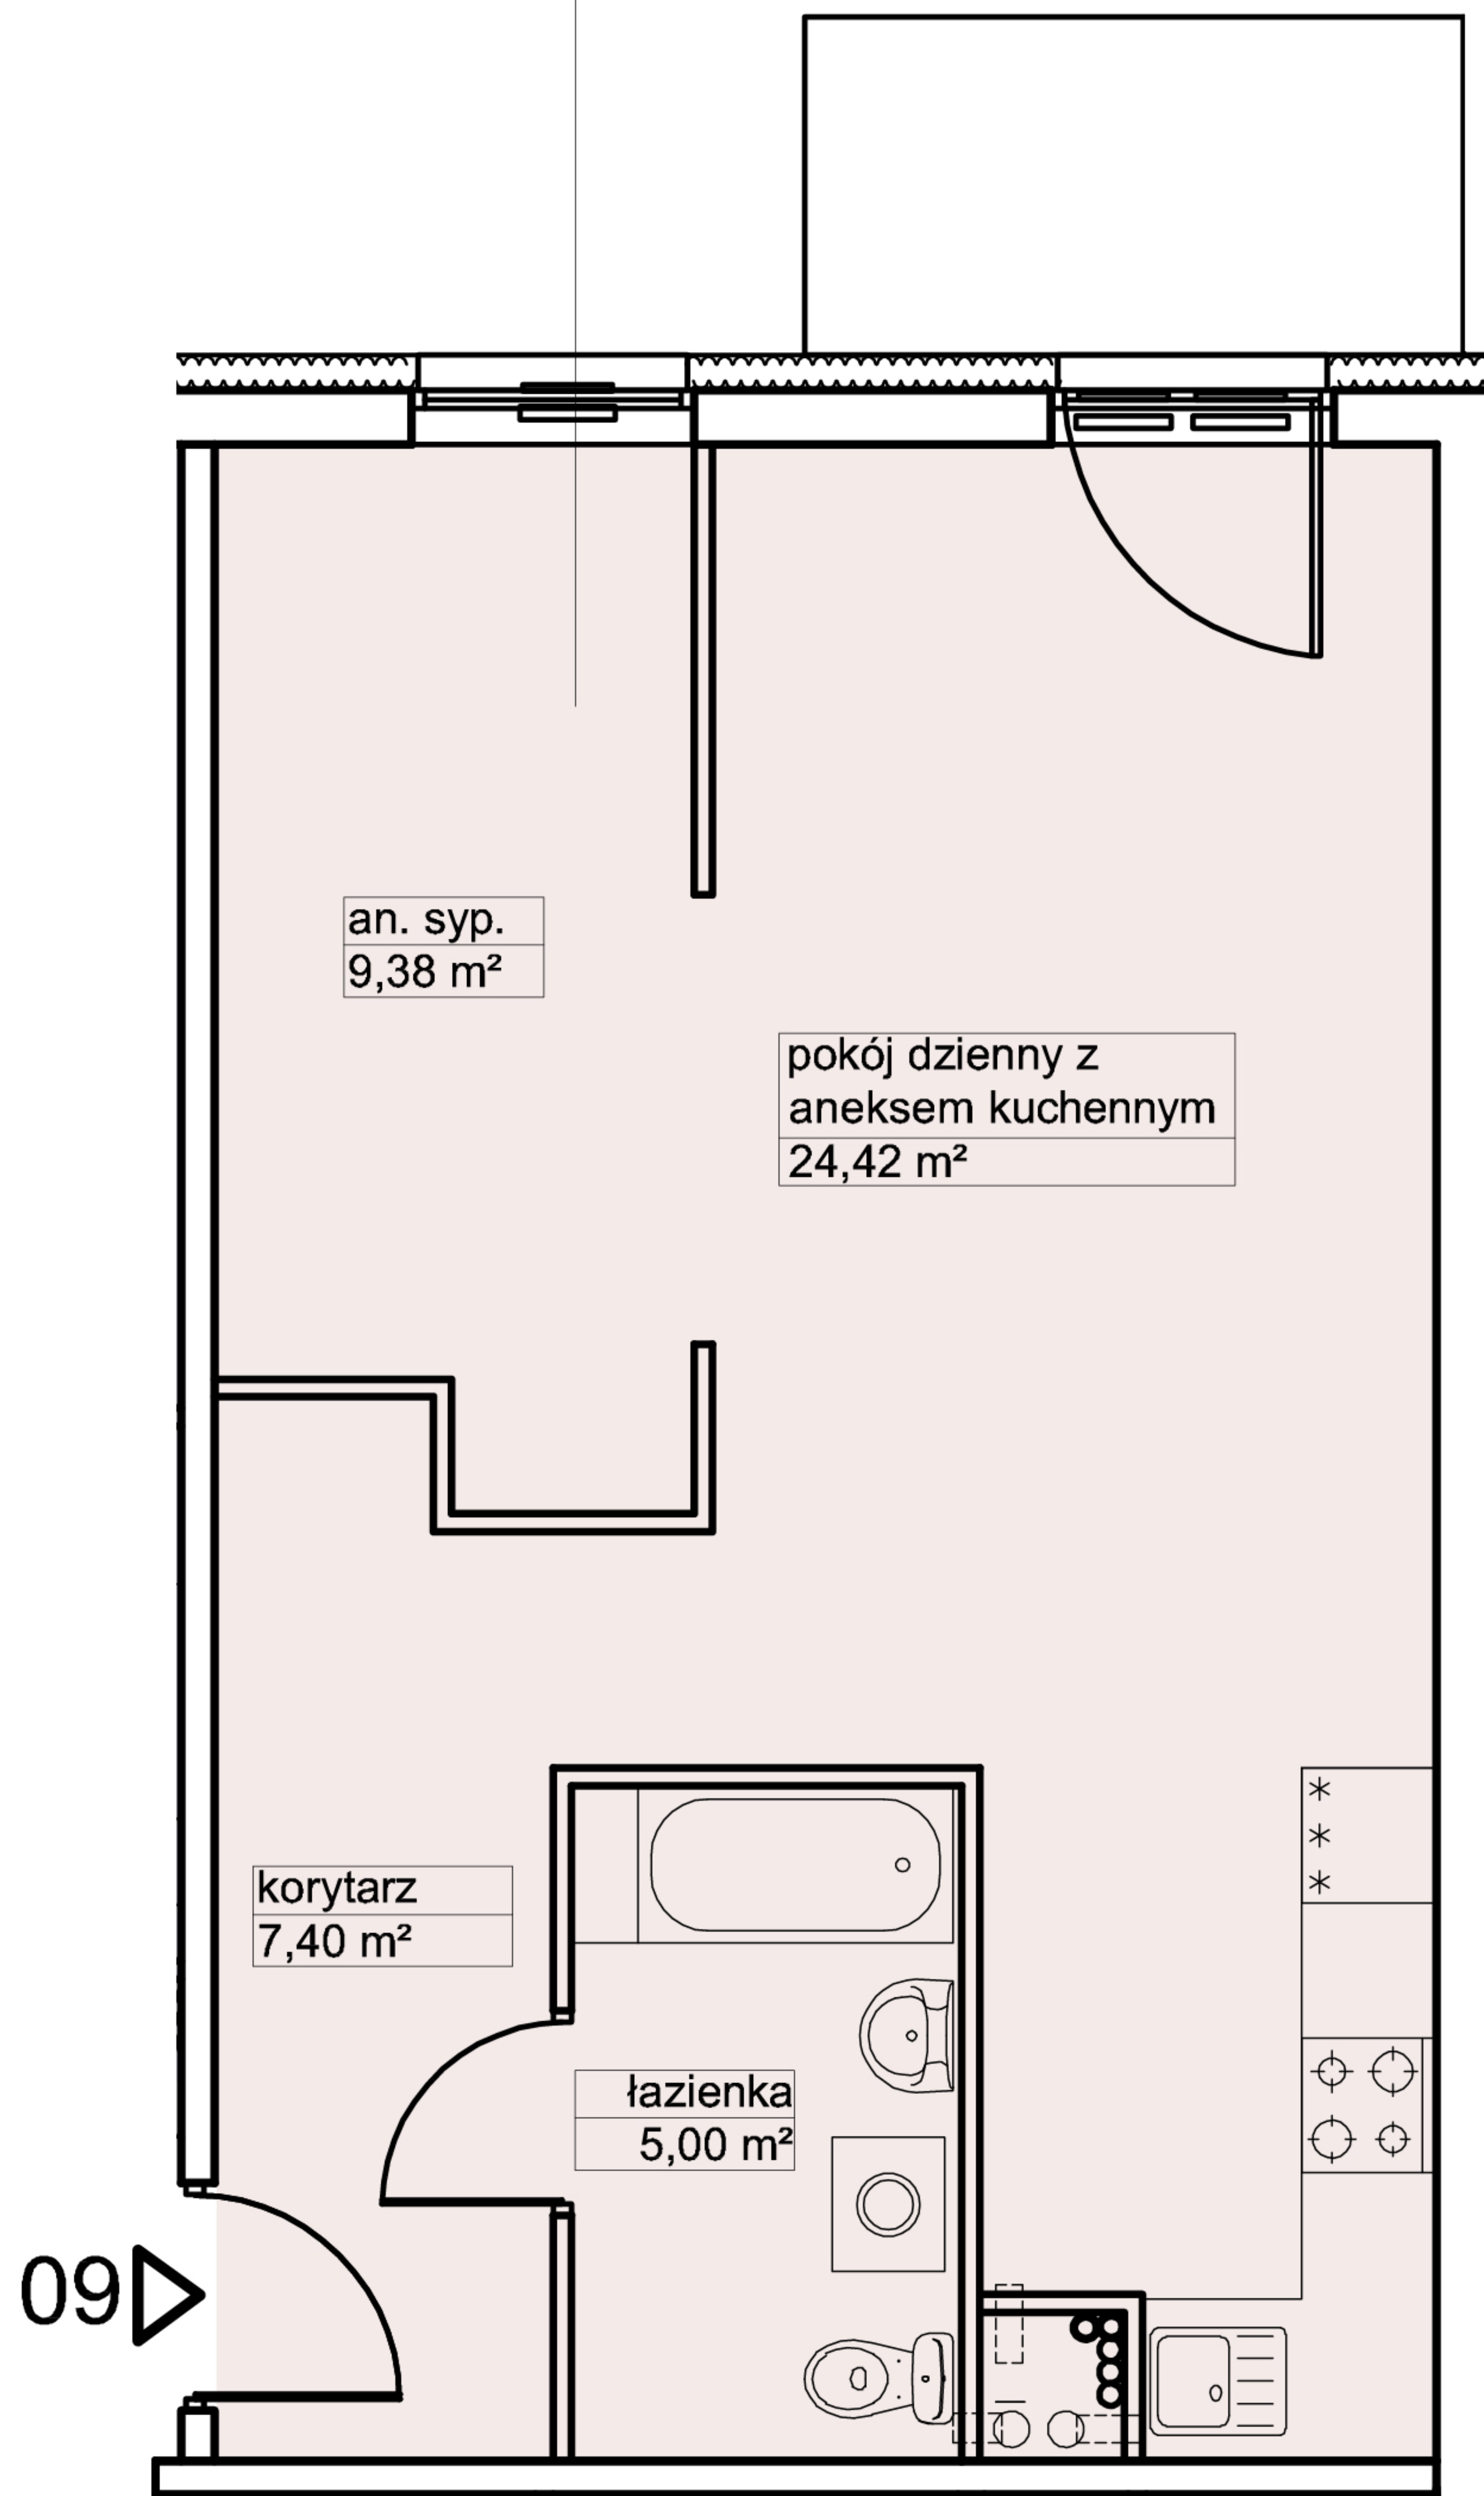 an. syp.
9,38 m²
pokój dzienny z
aneksem kuchennym
24,42 m²
korytarz
7,40 m²
łazienka
5,00 m²
09